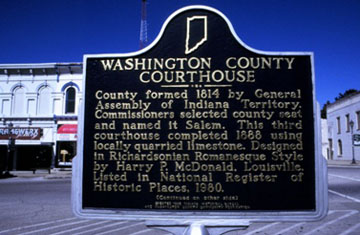 WASHINGTON COUNTY
COURTHOUSE
County formed 1814 by General
Assembly of Indiana Territory.
Commissioners selected county seat
and named it Salem. This third
courthouse completed 1888 using
locally quarried limestone. Designed
in Richardsonian Romanesque Style
by Harry P. McDonald, Louisville.
Listed in National Register of
Historic Places, 1980.
(Continued on other side)